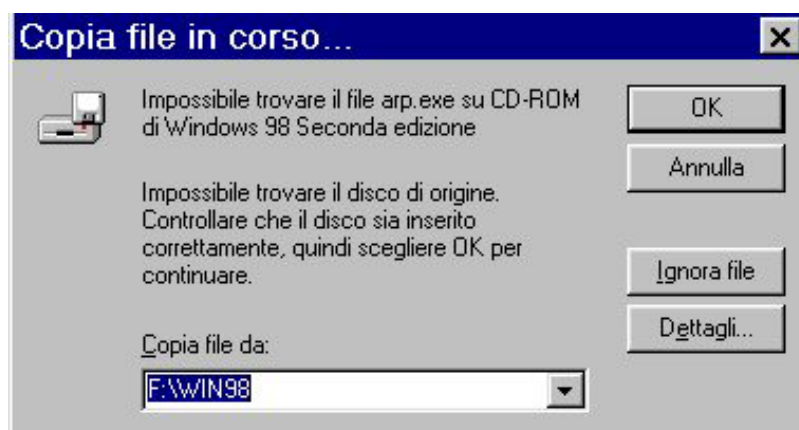 Copia file in corso...
Impossibile trovare il file arp.exe su CD-ROM
di Windows 98 Seconda edizione
OK
Annulla
Impossibile trovare il disco di origine.
Controllare che il disco sia inserito
correttamente, quindi scegliere OK per
continuare.
Ignora file
Dettagli...
Copia file da:
F:\WIN98